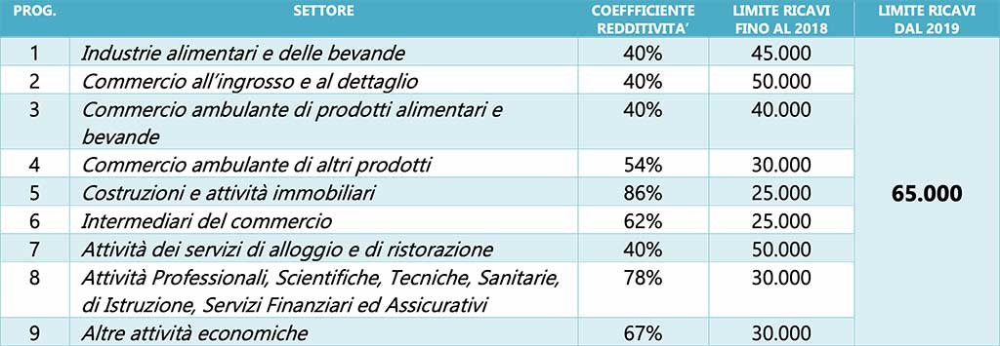 PROG. SETTORE COEFFFICIENTE REDDITIVITA’ LIMITE RICAVI FINO AL 2018 LIMITE RICAVI DAL 2019
1 Industrie alimentari e delle bevande 40% 45.000
2 Commercio all’ingrosso e al dettaglio 40% 50.000
3 Commercio ambulante di prodotti alimentari e 40% 40.000
bevande
4 Commercio ambulante di altri prodotti 54% 30.000
5 Costruzioni e attività immobiliari 86% 25.000 65.000
6 Intermediari del commercio 62% 25.000
7 Attività dei servizi di alloggio e di ristorazione 40% 50.000
8 Attività Professionali, Scientifiche, Tecniche, Sanitarie, 78% 30.000
di Istruzione, Servizi Finanziari ed Assicurativi
9 Altre attività economiche 67% 30.000